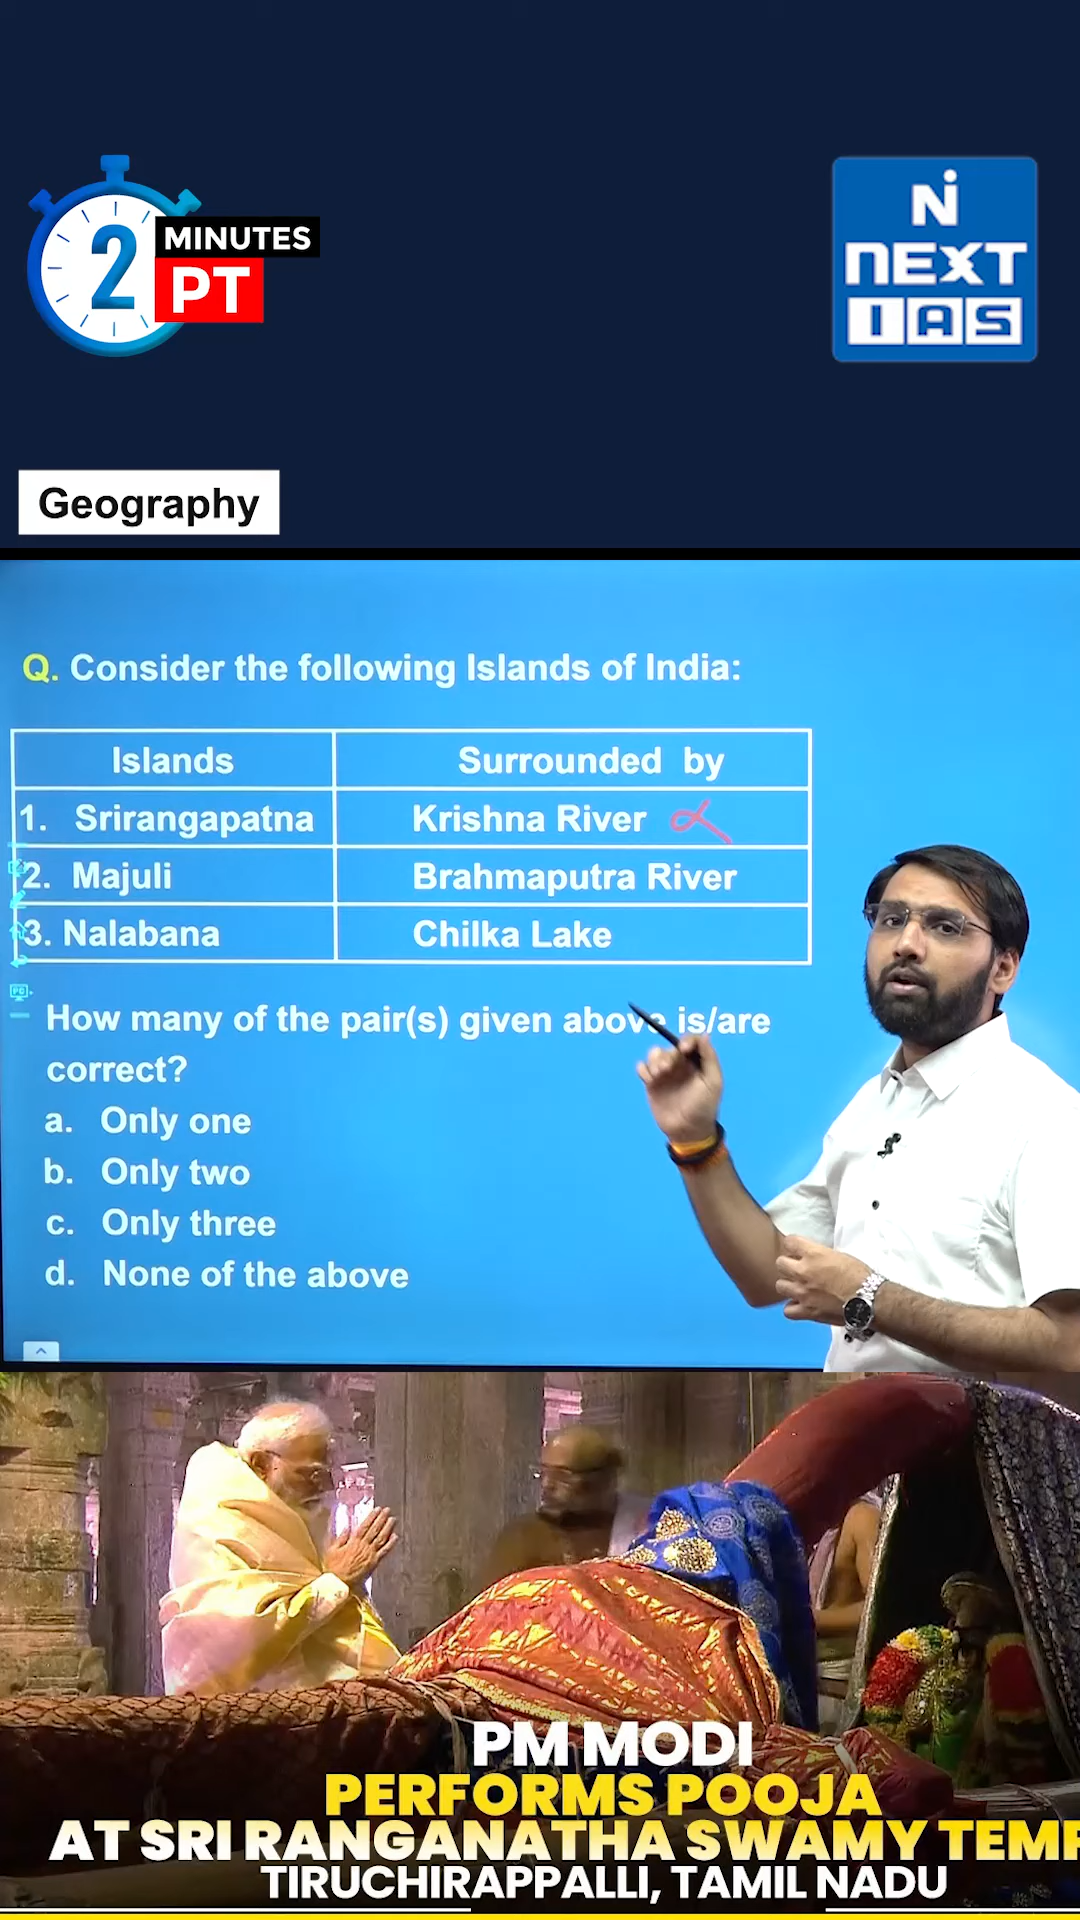 2
MINUTES
PT
NEXT
IAS
Geography
Q. Consider the following Islands of India:
Islands Surrounded by
1. Srirangapatna Krishna River
2. Majuli Brahmaputra River
3. Nalabana Chilka Lake
How many of the pair(s) given above is/are
correct?
a. Only one
b. Only two
c. Only three
d. None of the above
PM MODI
PERFORMS POOJA
AT SRI RANGANATHA SWAMY
TIRUCHIRAPPALLI, TAMIL NADU